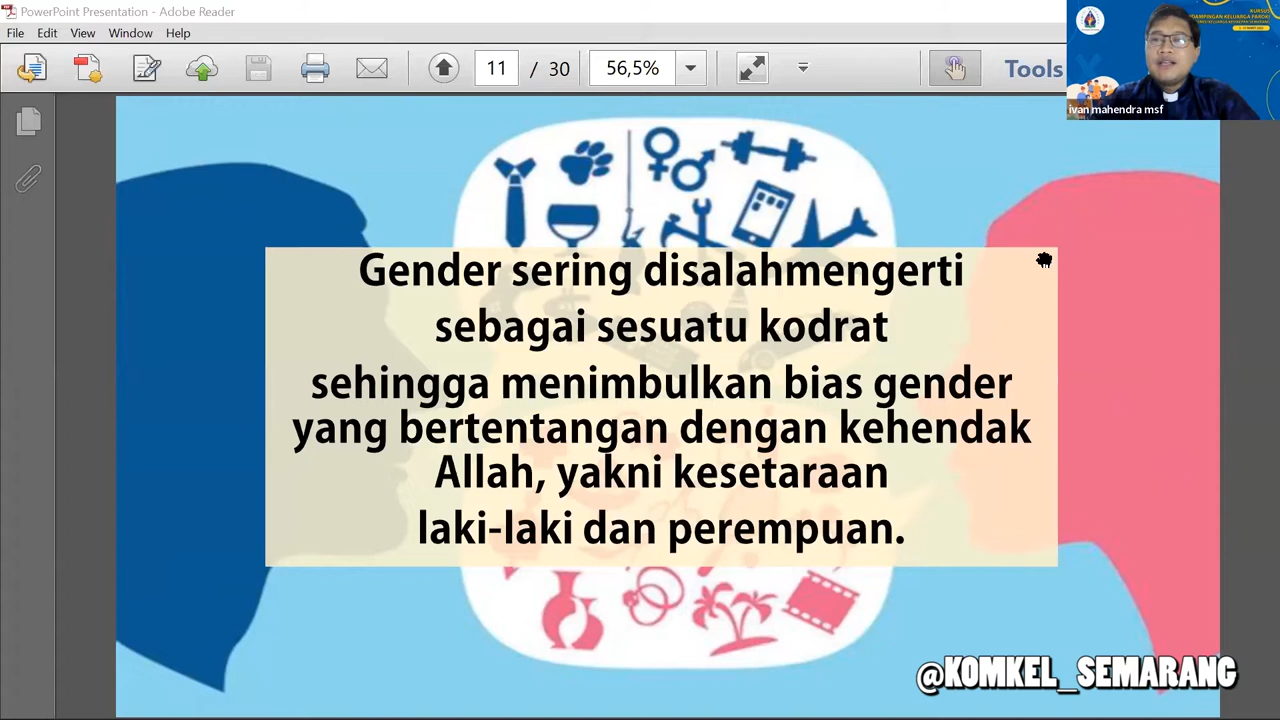 PowerPoint Presentation - Adobe Reader
File Edit View Window Help
11 / 30 56,5% Tools
KURSUS
ivan mahendra msf
Gender sering disalahmengerti
sebagai sesuatu kodrat
sehingga menimbulkan bias gender
yang bertentangan dengan kehendak
Allah, yakni kesetaraan
laki-laki dan perempuan.
@KOMKEL_SEMARANG